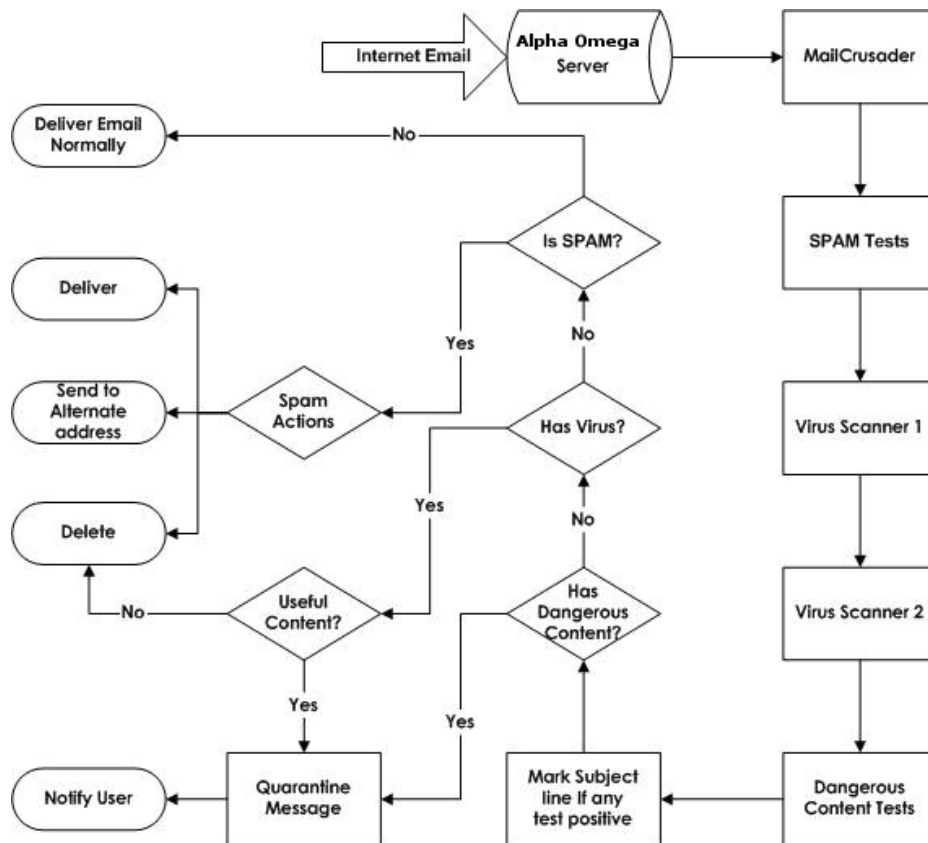 Internet Email
Alpha Omega
Server
MailCrusader
Deliver Email
Normally
No
Is SPAM?
SPAM Tests
Deliver
Yes
No
Send to
Alternate
address
Spam
Actions
Has Virus?
Virus Scanner 1
Yes
No
Delete
Has
Dangerous
Content?
Useful
Content?
No
Virus Scanner 2
Yes
Yes
Notify User
Quarantine
Message
Mark Subject
line If any
test positive
Dangerous
Content Tests